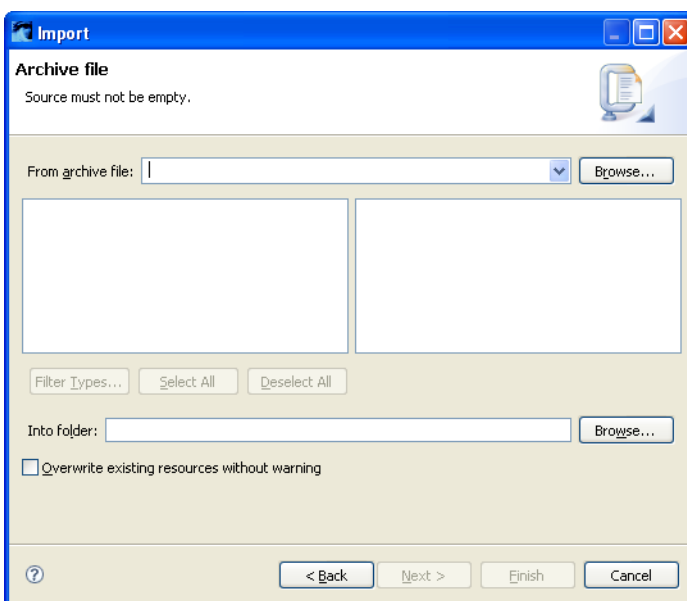 Import
Archive file
Source must not be empty.
From archive file:
Browse...
Filter Types...
Select All
Deselect All
Into folder:
Browse...
Overwrite existing resources without warning
?
< Back
Next >
Finish
Cancel